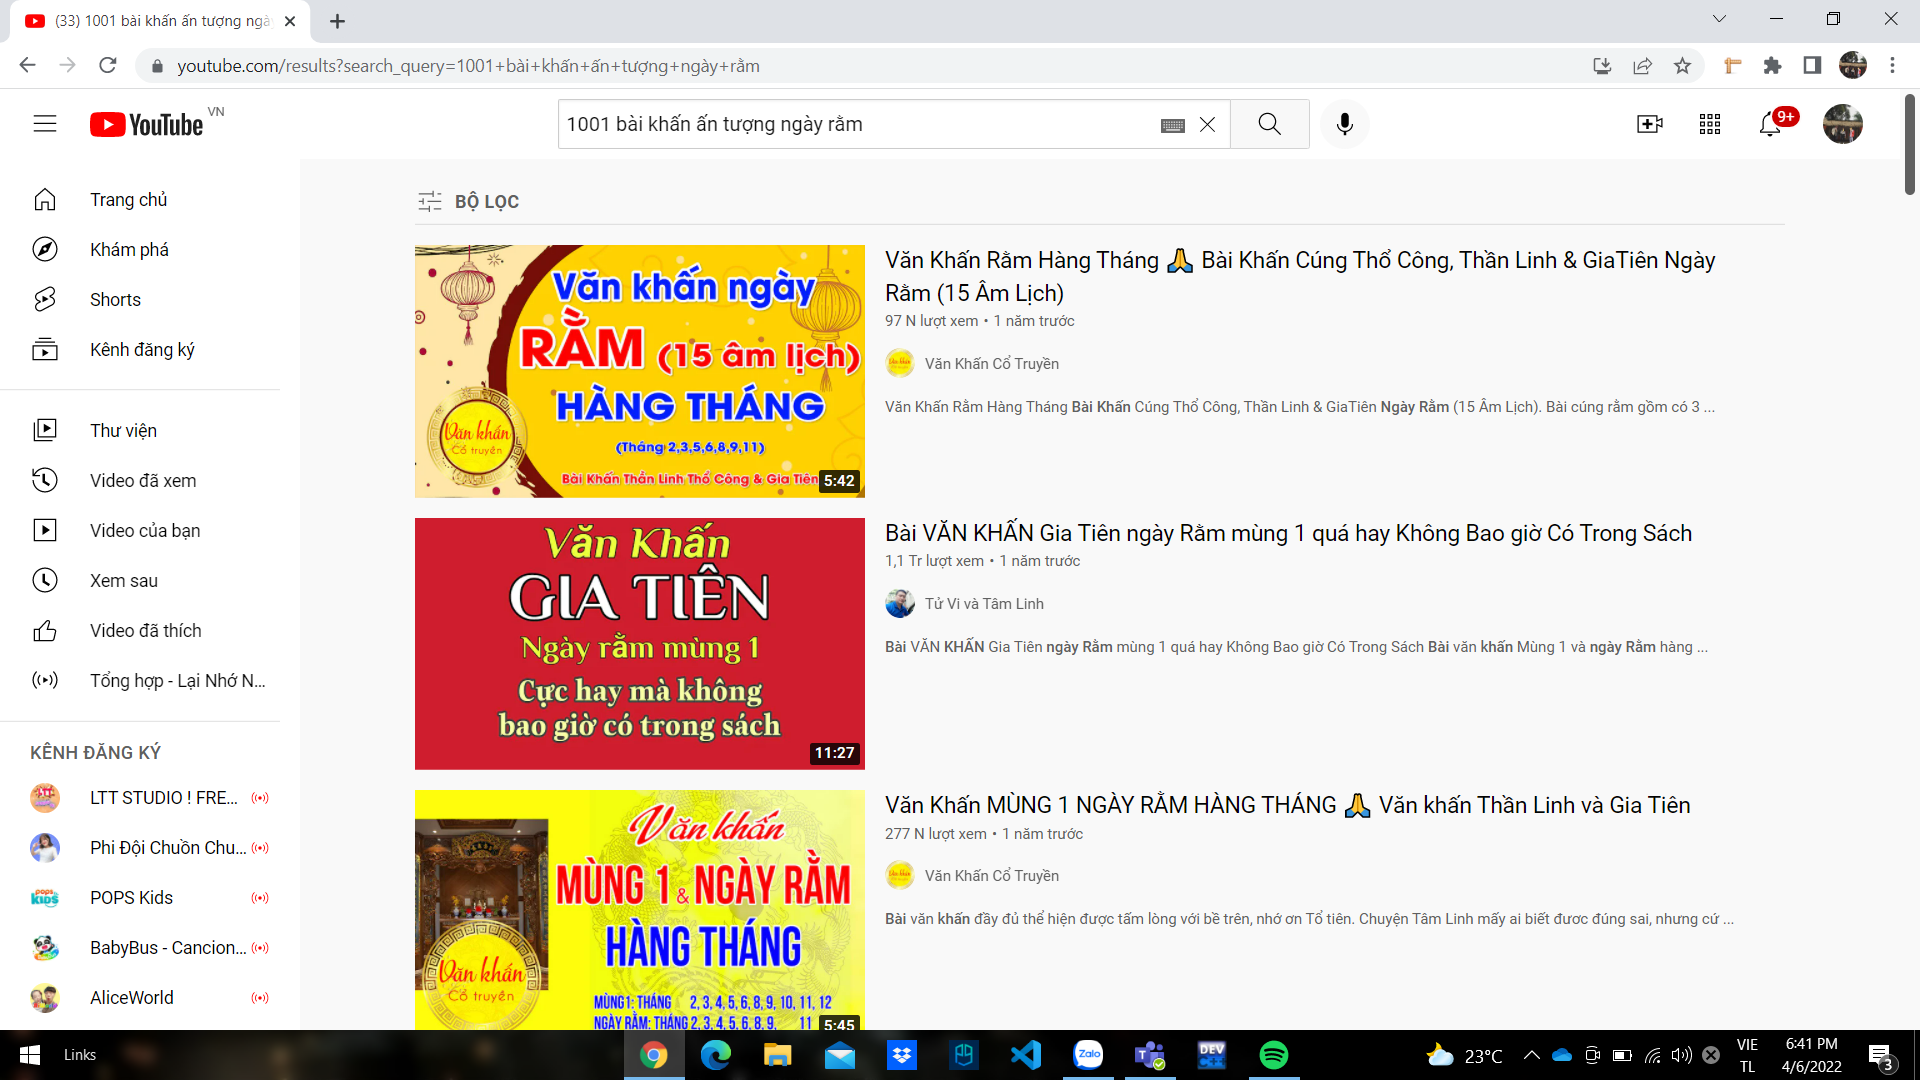 (33) 1001 bài khấn ấn tượng ngày
youtube.com/results?search_query=1001+bài+khấn+ấn+tượng+ngày+rằm
YouTube VN
1001 bài khấn ấn tượng ngày rằm
9+
Trang chủ
Khám phá
Shorts
Kênh đăng ký
Thư viện
Video đã xem
Video của bạn
Xem sau
Video đã thích
Tổng hợp - Lại Nhớ N...
KÊNH ĐĂNG KÝ
LTT STUDIO ! FRE...
Phi Đội Chuồn Chu...
POPS Kids
BabyBus - Cancion...
AliceWorld
BỘ LỌC
Văn khấn ngày
RẰM (15 âm lịch)
HÀNG THÁNG
(Tháng 2,3,5,6,8,9,11)
Bài Khấn Thần Linh Thổ Công & Gia Tiên
Văn khấn
Cổ truyền
5:42
Văn Khấn Rằm Hàng Tháng 🙏 Bài Khấn Cúng Thổ Công, Thần Linh & GiaTiên Ngày
Rằm (15 Âm Lịch)
97 N lượt xem • 1 năm trước
Văn Khấn Cổ Truyền
Văn Khấn Rằm Hàng Tháng Bài Khấn Cúng Thổ Công, Thần Linh & GiaTiên Ngày Rằm (15 Âm Lịch). Bài cúng rằm gồm có 3 ...
Văn Khấn
GIA TIÊN
Ngày rằm mùng 1
Cực hay mà không
bao giờ có trong sách
11:27
Bài VĂN KHẤN Gia Tiên ngày Rằm mùng 1 quá hay Không Bao giờ Có Trong Sách
1,1 Tr lượt xem • 1 năm trước
Tử Vi và Tâm Linh
Bài VĂN KHẤN Gia Tiên ngày Rằm mùng 1 quá hay Không Bao giờ Có Trong Sách Bài văn khấn Mùng 1 và ngày Rằm hàng ...
Văn khấn
MÙNG 1 & NGÀY RẰM
HÀNG THÁNG
MÙNG1: THÁNG 2, 3, 4, 5, 6, 8, 9, 10, 11, 12
NGÀY RẰM: THÁNG 2, 3, 4, 5, 6, 8, 9, 11
Văn khấn
Cổ truyền
5:45
Văn Khấn MÙNG 1 NGÀY RẰM HÀNG THÁNG 🙏 Văn khấn Thần Linh và Gia Tiên
277 N lượt xem • 1 năm trước
Văn Khấn Cổ Truyền
Bài văn khấn đầy đủ thể hiện được tấm lòng với bề trên, nhớ ơn Tổ tiên. Chuyện Tâm Linh mấy ai biết đươc đúng sai, nhưng cứ ...
Links
Zalo
DEV
C++
23°C
VIE
TL
6:41 PM
4/6/2022
3